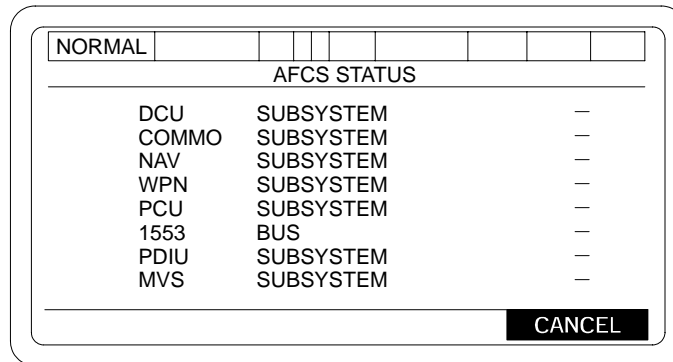 NORMAL
AFCS STATUS
DCU SUBSYSTEM —
COMMO SUBSYSTEM —
NAV SUBSYSTEM —
WPN SUBSYSTEM —
PCU SUBSYSTEM —
1553 BUS —
PDIU SUBSYSTEM —
MVS SUBSYSTEM —
CANCEL